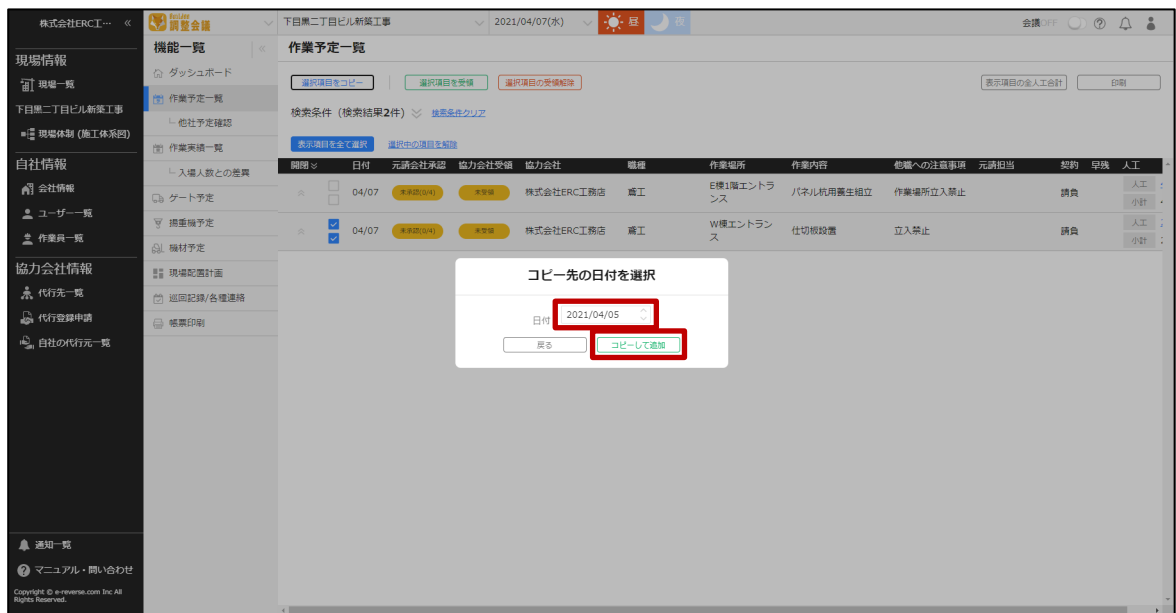 株式会社ERC工… «
調整会議
下目黒二丁目ビル新築工事
2021/04/07(水)
昼
夜
会議OFF
現場情報
現場一覧
下目黒二丁目ビル新築工事
現場体制 (施工体系図)
自社情報
会社情報
ユーザー一覧
作業員一覧
協力会社情報
代行先一覧
代行登録申請
自社の代行元一覧
通知一覧
マニュアル・問い合わせ
Copyright © e-reverse.com Inc All
Rights Reserved.
機能一覧 «
ダッシュボード
作業予定一覧
他社予定確認
作業実績一覧
入場人数との差異
ゲート予定
揚重機予定
機材予定
現場配置計画
巡回記録/各種連絡
帳票印刷
作業予定一覧
選択項目をコピー 選択項目を受領 選択項目の受領解除 表示項目の全人工合計 印刷
検索条件（検索結果2件） 検索条件クリア
表示項目を全て選択 選択中の項目を解除
開閉 日付 元請会社承認 協力会社受領 協力会社 職種 作業場所 作業内容 他職への注意事項 元請担当 契約 早残 人工
04/07 未承認(0/4) 未受領 株式会社ERC工務店 鳶工 E棟1階エントランス パネル杭用養生組立 作業場所立入禁止 請負 人工
小計
04/07 未承認(0/4) 未受領 株式会社ERC工務店 鳶工 W棟エントランス 仕切板設置 立入禁止 請負 人工
小計
コピー先の日付を選択
日付 2021/04/05
戻る コピーして追加